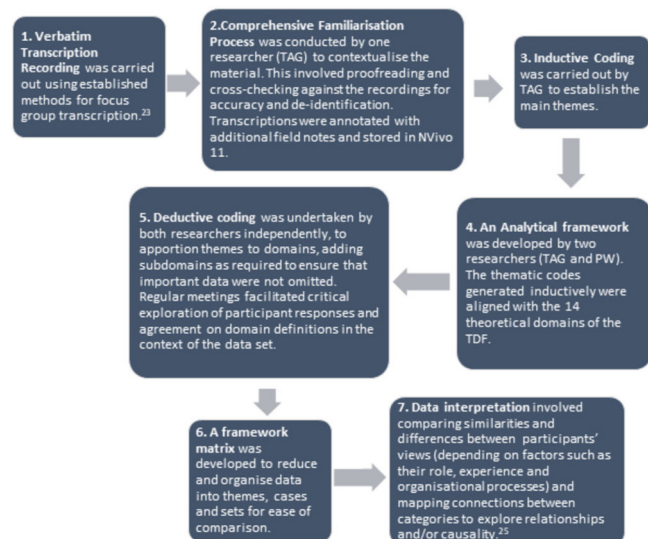 1. Verbatim
Transcription
Recording was carried
out using established
methods for focus
group transcription.23
2.Comprehensive Familiarisation
Process was conducted by one
researcher (TAG) to contextualise the
material. This involved proofreading and
cross-checking against the recordings for
accuracy and de-identification.
Transcriptions were annotated with
additional field notes and stored in NVivo
11.
3. Inductive Coding
was carried out by
TAG to establish the
main themes.
4. An Analytical framework
was developed by two
researchers (TAG and PW).
The thematic codes
generated inductively were
aligned with the 14
theoretical domains of the
TDF.
5. Deductive coding was undertaken by
both researchers independently, to
apportion themes to domains, adding
subdomains as required to ensure that
important data were not omitted.
Regular meetings facilitated critical
exploration of participant responses and
agreement on domain definitions in the
context of the data set.
6. A framework
matrix was
developed to reduce
and organise data
into themes, cases
and sets for ease of
comparison.
7. Data interpretation involved
comparing similarities and
differences between participants’
views (depending on factors such as
their role, experience and
organisational processes) and
mapping connections between
categories to explore relationships
and/or causality.25